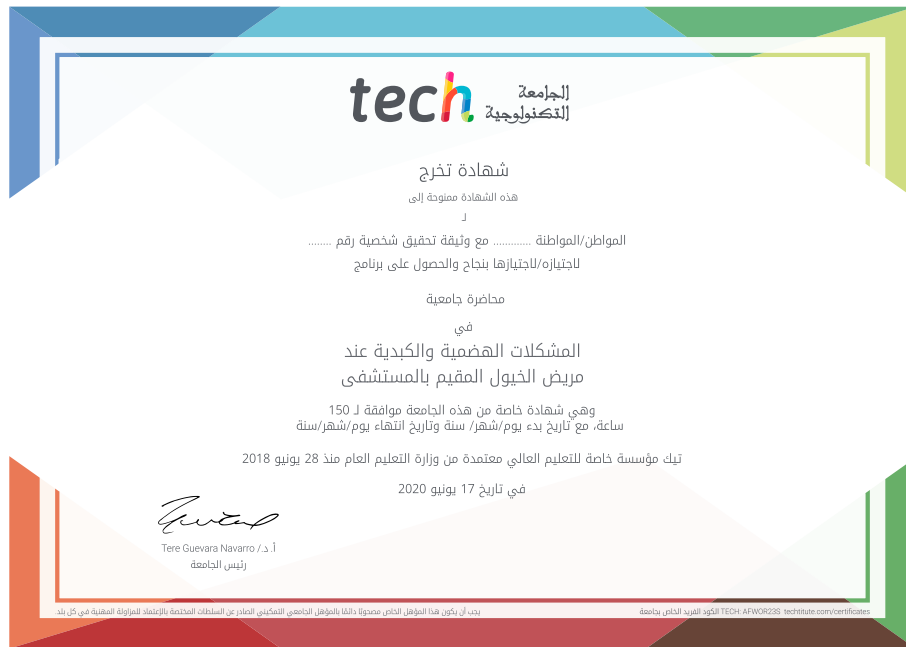 tech الجامعة
التكنولوجية
شهادة تخرج
هذه الشهادة ممنوحة إلى
لـ
المواطن/المواطنة ............. مع وثيقة تحقيق شخصية رقم ........
لاجتيازه/لاجتيازها بنجاح والحصول على برنامج
محاضرة جامعية
في
المشكلات الهضمية والكبدية عند
مريض الخيول المقيم بالمستشفى
وهي شهادة خاصة من هذه الجامعة موافقة لـ 150
ساعة، مع تاريخ بدء يوم/شهر/ سنة وتاريخ انتهاء يوم/شهر/سنة
تيك مؤسسة خاصة للتعليم العالي معتمدة من وزارة التعليم العام منذ 28 يونيو 2018
في تاريخ 17 يونيو 2020
أ. د./ Tere Guevara Navarro
رئيس الجامعة
يجب أن يكون هذا المؤهل الخاص مصحوبًا دائمًا بالمؤهل الجامعي التمكيني الصادر عن السلطات المختصة بالإعتماد للمزاولة المهنية في كل بلد.
الكود الفريد الخاص بجامعة TECH: AFWOR23S techtitute.com/certificates